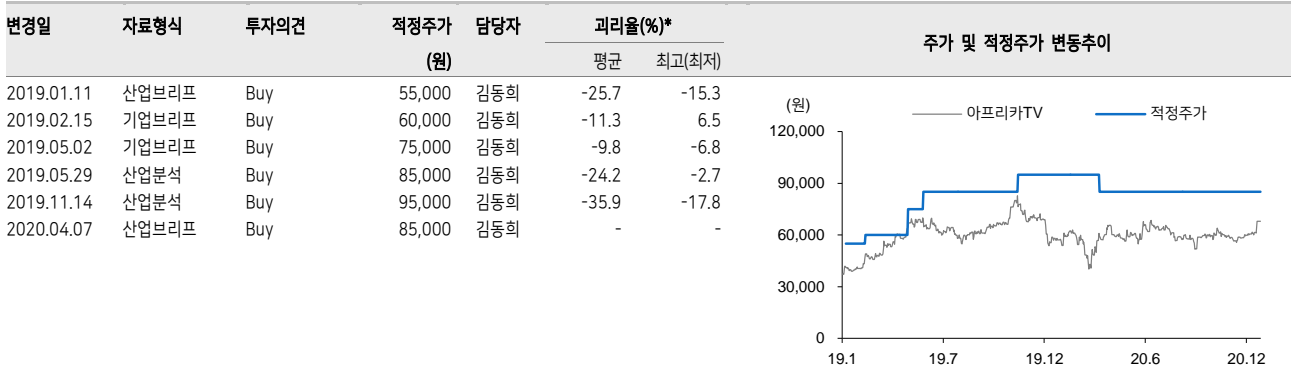 변경일 자료형식 투자의견 적정주가 담당자 괴리율(%)*
(원) 평균 최고(최저)
2019.01.11 산업브리프 Buy 55,000 김동희 -25.7 -15.3
2019.02.15 기업브리프 Buy 60,000 김동희 -11.3 6.5
2019.05.02 기업브리프 Buy 75,000 김동희 -9.8 -6.8
2019.05.29 산업분석 Buy 85,000 김동희 -24.2 -2.7
2019.11.14 산업분석 Buy 95,000 김동희 -35.9 -17.8
2020.04.07 산업브리프 Buy 85,000 김동희 - -
주가 및 적정주가 변동추이
(원)
아프리카TV 적정주가
120,000
90,000
60,000
30,000
0
19.1 19.7 19.12 20.6 20.12